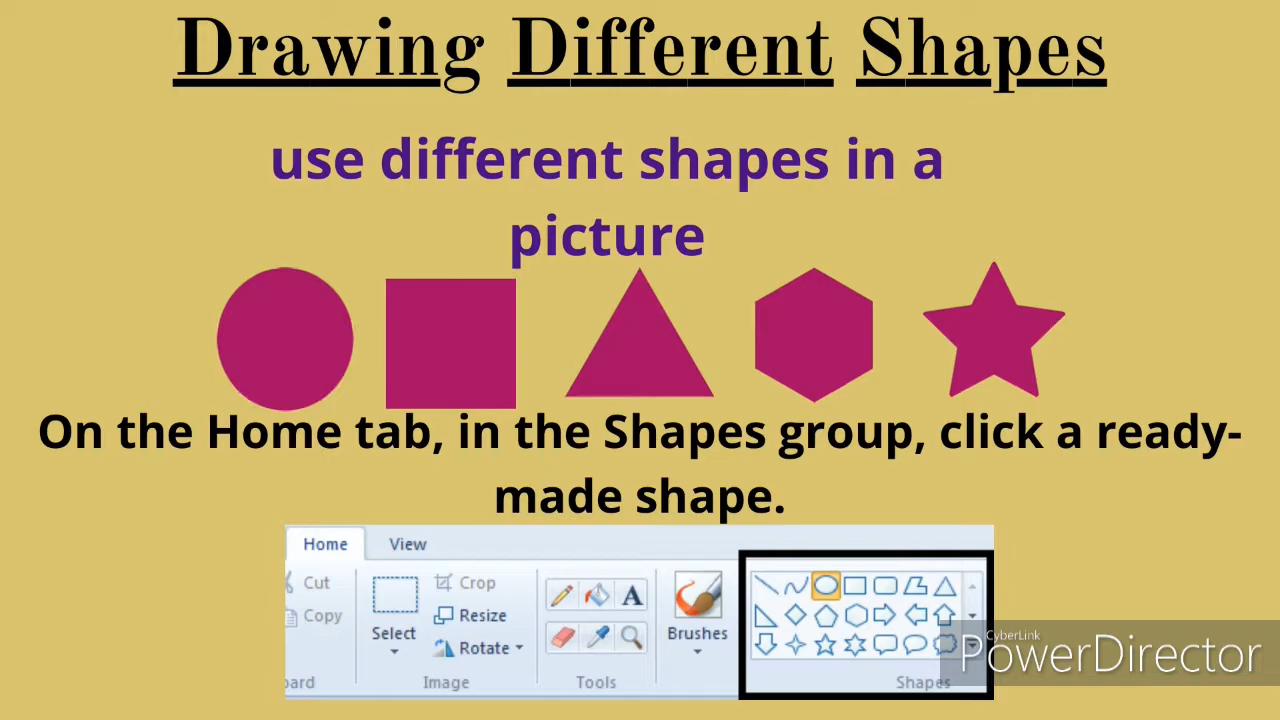 Drawing Different Shapes
use different shapes in a
picture
On the Home tab, in the Shapes group, click a ready-
made shape.
Home View
Cut
Copy
Select
Crop
Resize
Rotate
A
Brushes
board
Image
Tools
Shapes
CyberLink
PowerDirector